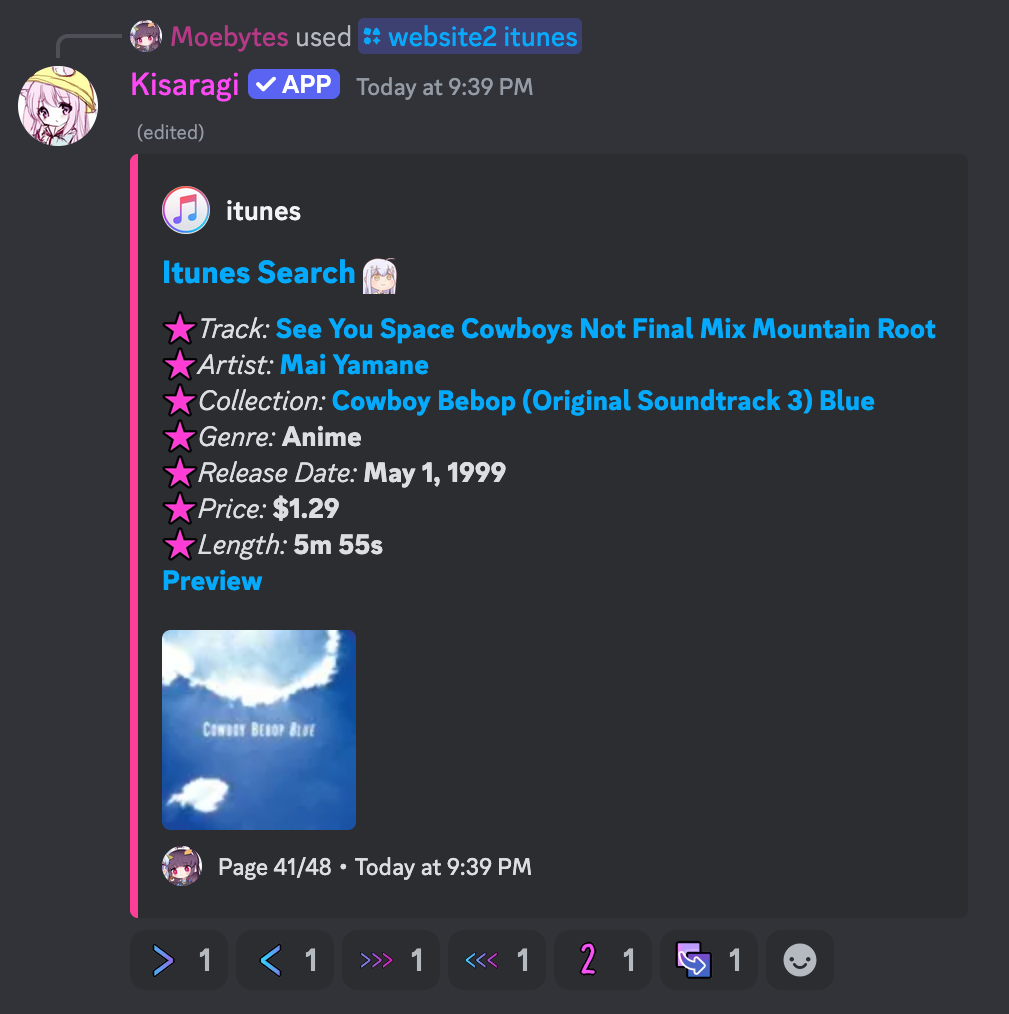 Moebytes used website2 itunes
Kisaragi APP Today at 9:39 PM
(edited)
itunes
Itunes Search
Track: See You Space Cowboys Not Final Mix Mountain Root
Artist: Mai Yamane
Collection: Cowboy Bebop (Original Soundtrack 3) Blue
Genre: Anime
Release Date: May 1, 1999
Price: $1.29
Length: 5m 55s
Preview
Cowboy Bebop Blue
Page 41/48 • Today at 9:39 PM
> 1 < 1 >>> 1 <<< 1 2 1 1